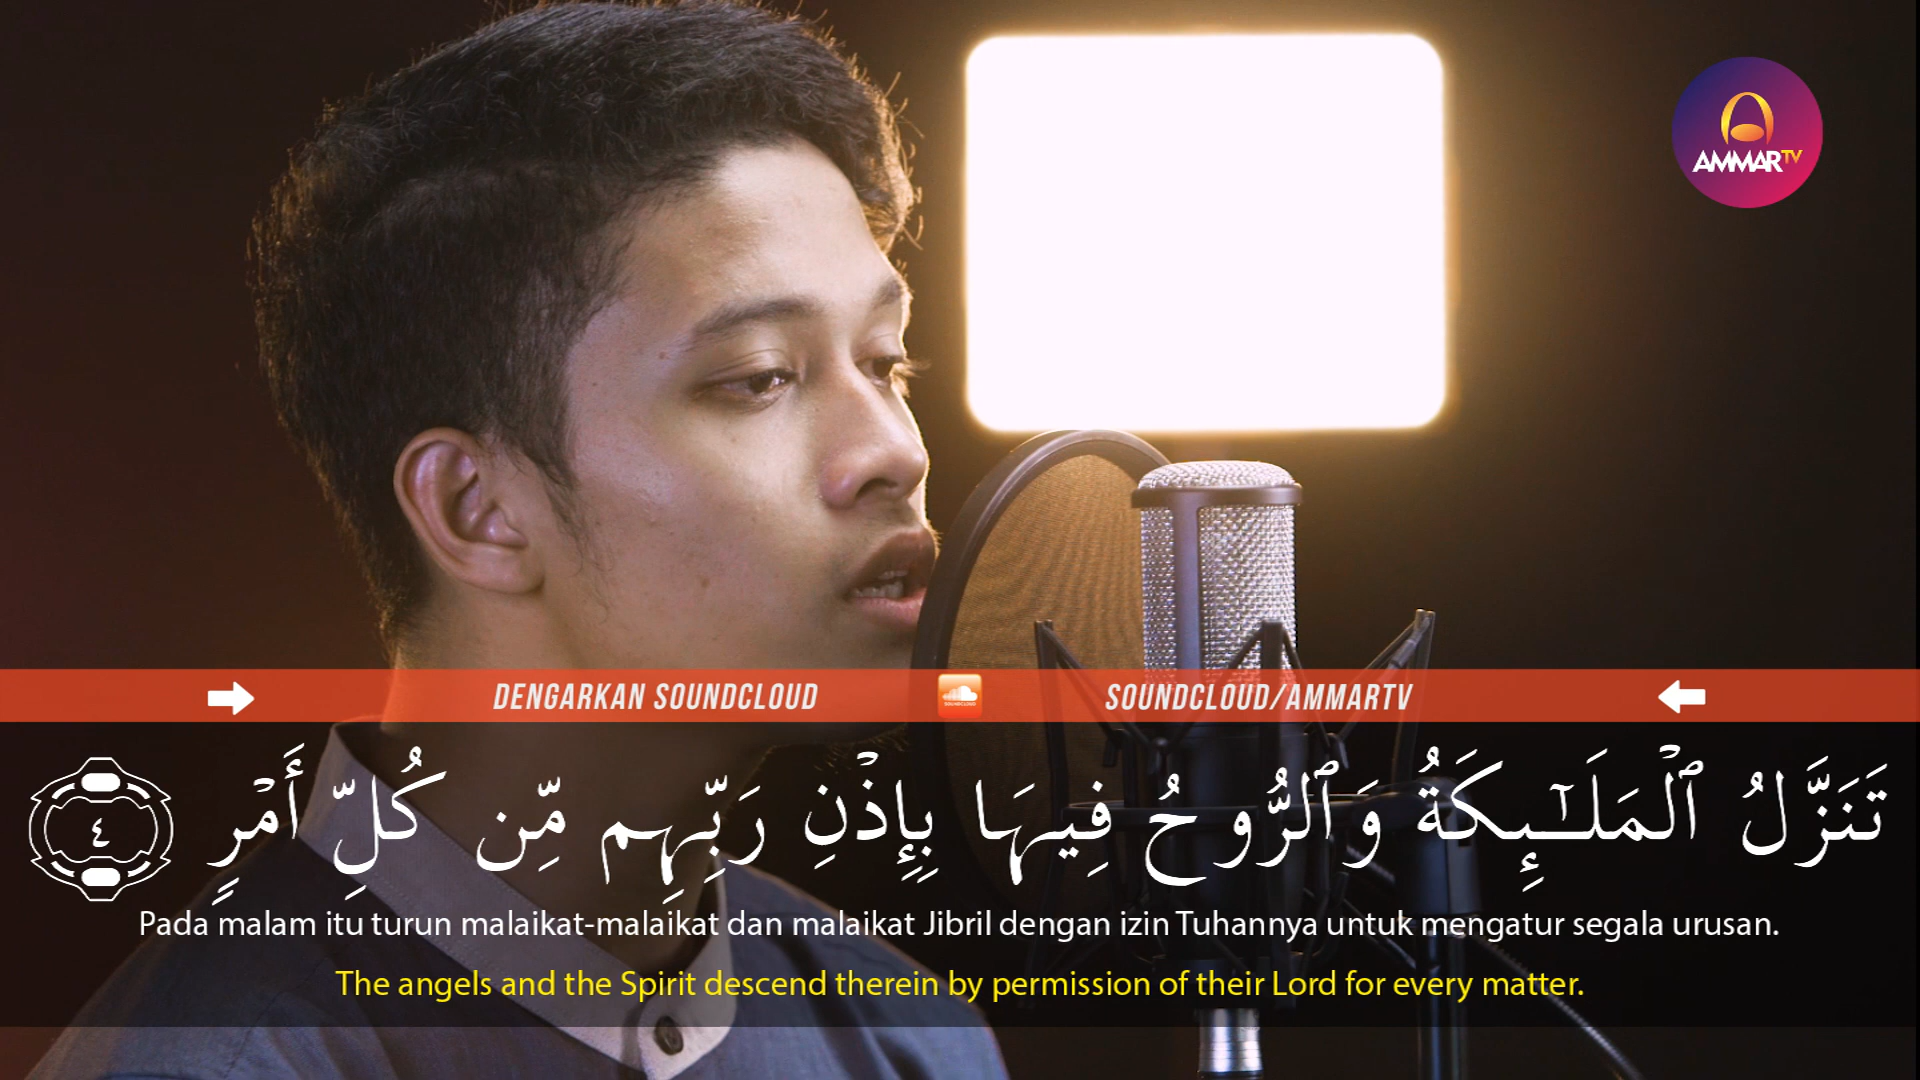 AMMARTV
DENGARKAN SOUNDCLOUD SOUNDCLOUD/AMMARTV
تَنَزَّلُ ٱلْمَلَـٰٓئِكَةُ وَٱلرُّوحُ فِيهَا بِإِذْنِ رَبِّهِم مِّن كُلِّ أَمْرٍ ٤
Pada malam itu turun malaikat-malaikat dan malaikat Jibril dengan izin Tuhannya untuk mengatur segala urusan.
The angels and the Spirit descend therein by permission of their Lord for every matter.